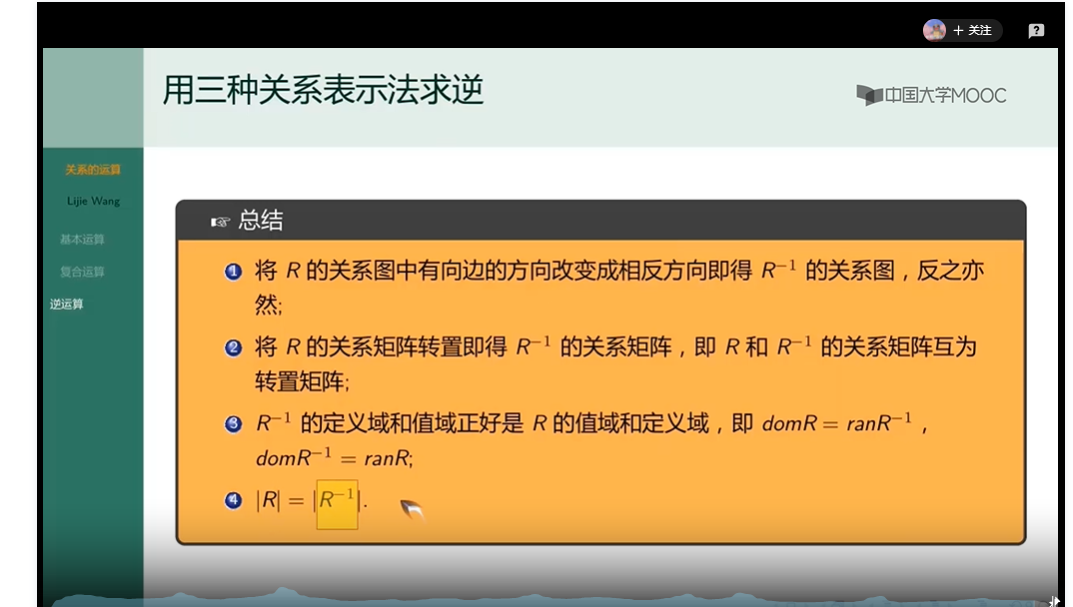 + 关注
?
用三种关系表示法求逆
中国大学MOOC
关系的运算
Lijie Wang
基本运算
复合运算
逆运算
☞ 总结
1 将 R 的关系图中有向边的方向改变成相反方向即得 R⁻¹ 的关系图，反之亦
然;
2 将 R 的关系矩阵转置即得 R⁻¹ 的关系矩阵，即 R 和 R⁻¹ 的关系矩阵互为
转置矩阵;
3 R⁻¹ 的定义域和值域正好是 R 的值域和定义域，即 domR = ranR⁻¹，
domR⁻¹ = ranR;
4 |R| = |R⁻¹|.